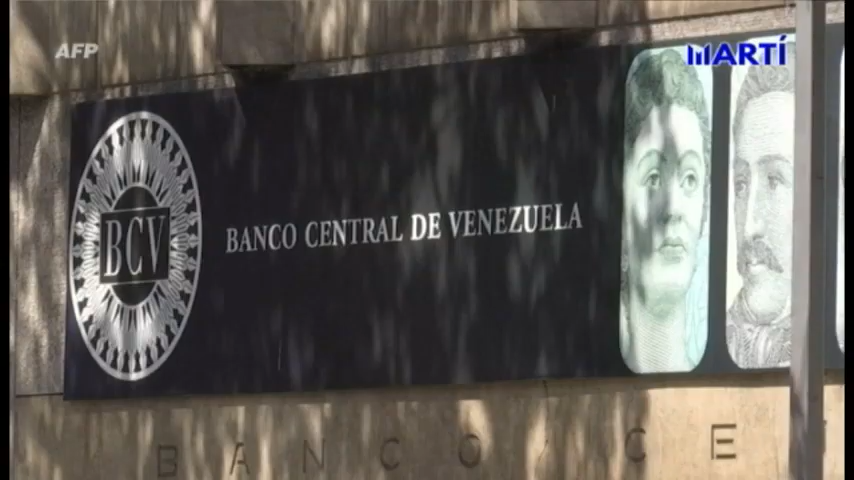 AFP
MARTÍ
BCV
BANCO CENTRAL DE VENEZUELA
BANCO CE